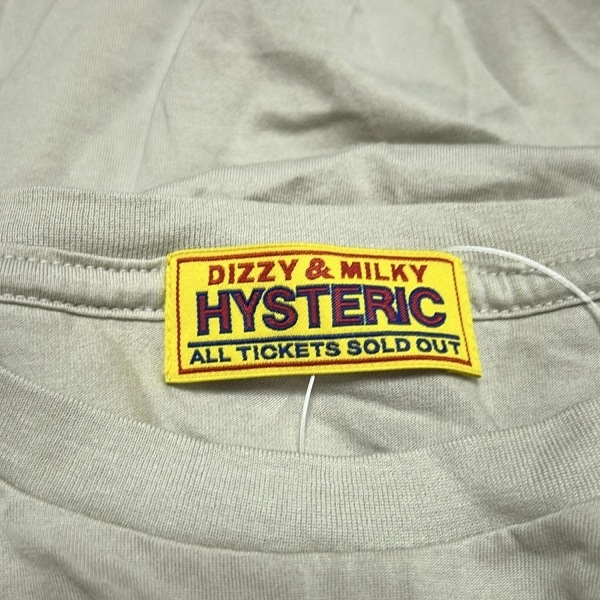 DIZZY & MILKY
HYSTERIC
ALL TICKETS SOLD OUT